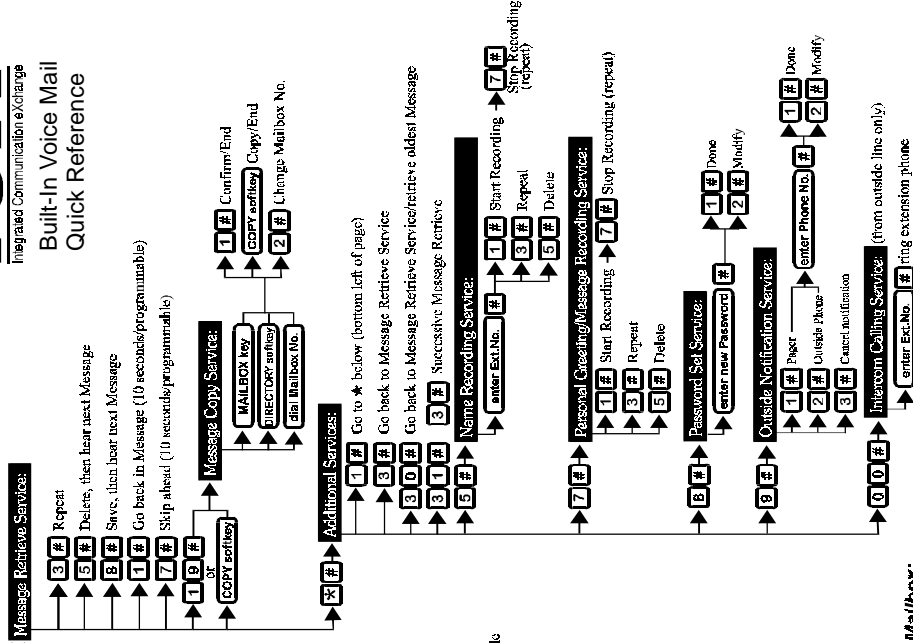 Integrated Communication eXchange
Built-In Voice Mail
Quick Reference
Message Retrieve Service:
3 # Repeat
5 # Delete, then hear next Message
8 # Save, then hear next Message
1 # Go back in Message (10 seconds/programmable)
7 # Skip ahead (10 seconds/programmable)
1 9 #
or
COPY softkey
Message Copy Service:
MAILBOX key
DIRECTORY softkey
dial Mailbox No.
1 # Confirm/End
COPY softkey Copy/End
2 # Change Mailbox No.
* #
Additional Services:
1 # Go to ★ below (bottom left of page)
3 # Go back to Message Retrieve Service
3 0 # Go back to Message Retrieve Service/retrieve oldest Message
3 1 # 3 # Successive Message Retrieve
5 # Name Recording Service:
enter Ext.No. #
1 # Start Recording
3 # Repeat
5 # Delete
7 # Stop Recording
(repeat)
7 # Personal Greeting/Message Recording Service:
1 # Start Recording 7 # Stop Recording (repeat)
3 # Repeat
5 # Delete
8 # Password Set Service:
enter new Password #
1 # Done
2 # Modify
9 # Outside Notification Service:
1 # Pager
2 # Outside Phone
3 # Cancel notification
enter Phone No. #
1 # Done
2 # Modify
0 0 # Intercom Calling Service: (from outside line only)
enter Ext.No. # ring extension phone
Mailbox:
le